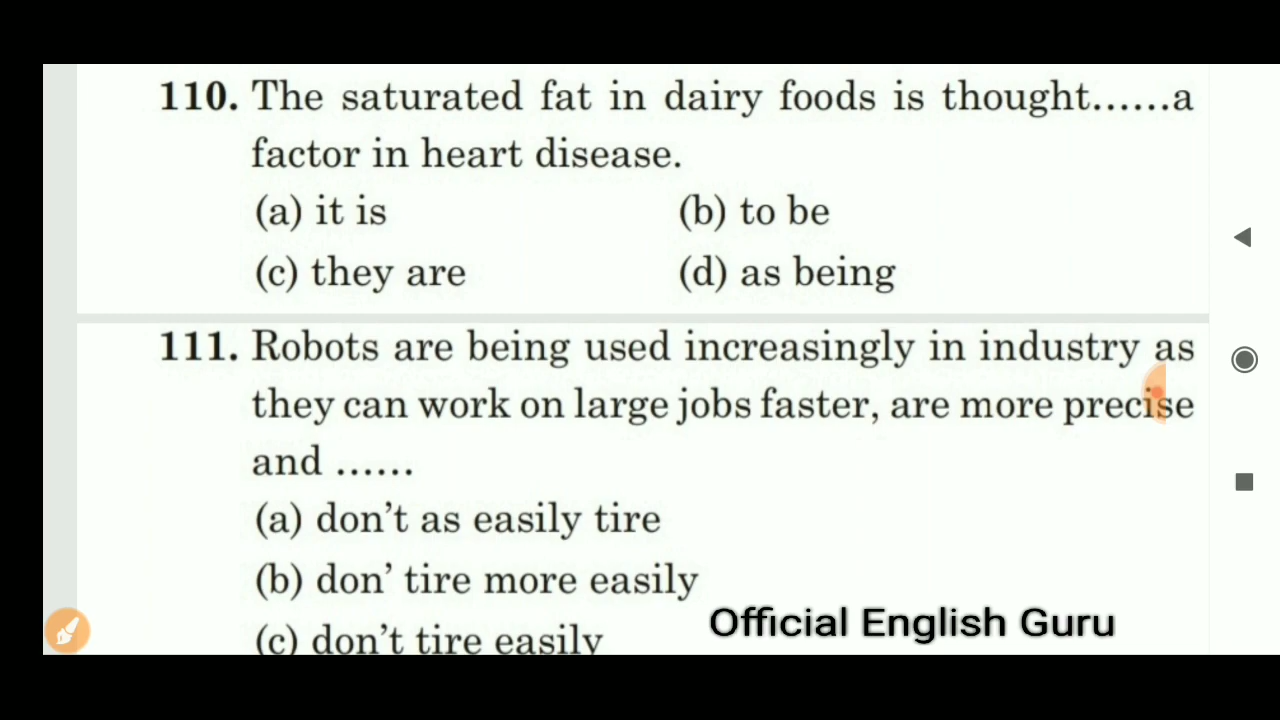 110. The saturated fat in dairy foods is thought......a
factor in heart disease.
(a) it is (b) to be
(c) they are (d) as being
111. Robots are being used increasingly in industry as
they can work on large jobs faster, are more precise
and ......
(a) don't as easily tire
(b) don' tire more easily
(c) don't tire easily
Official English Guru